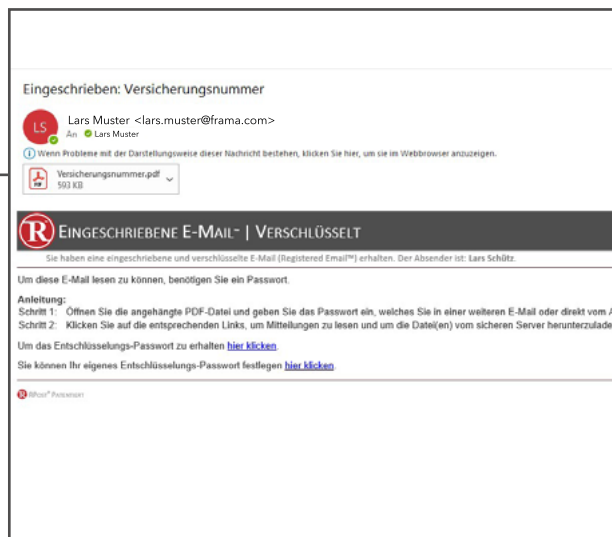 Eingeschrieben: Versicherungsnummer
LS
Lars Muster <lars.muster@frama.com>
An Lars Muster
Wenn Probleme mit der Darstellungsweise dieser Nachricht bestehen, klicken Sie hier, um sie im Webbrowser anzuzeigen.
Versicherungsnummer.pdf
PDF
593 KB
R EINGESCHRIEBENE E-MAIL™ | VERSCHLÜSSELT
Sie haben eine eingeschriebene und verschlüsselte E-Mail (Registered Email™) erhalten. Der Absender ist: Lars Schütz.
Um diese E-Mail lesen zu können, benötigen Sie ein Passwort.
Anleitung:
Schritt 1: Öffnen Sie die angehängte PDF-Datei und geben Sie das Passwort ein, welches Sie in einer weiteren E-Mail oder direkt vom A
Schritt 2: Klicken Sie auf die entsprechenden Links, um Mitteilungen zu lesen und um die Datei(en) vom sicheren Server herunterzulade
Um das Entschlüsselungs-Passwort zu erhalten hier klicken.
Sie können Ihr eigenes Entschlüsselungs-Passwort festlegen hier klicken.
R RPost®